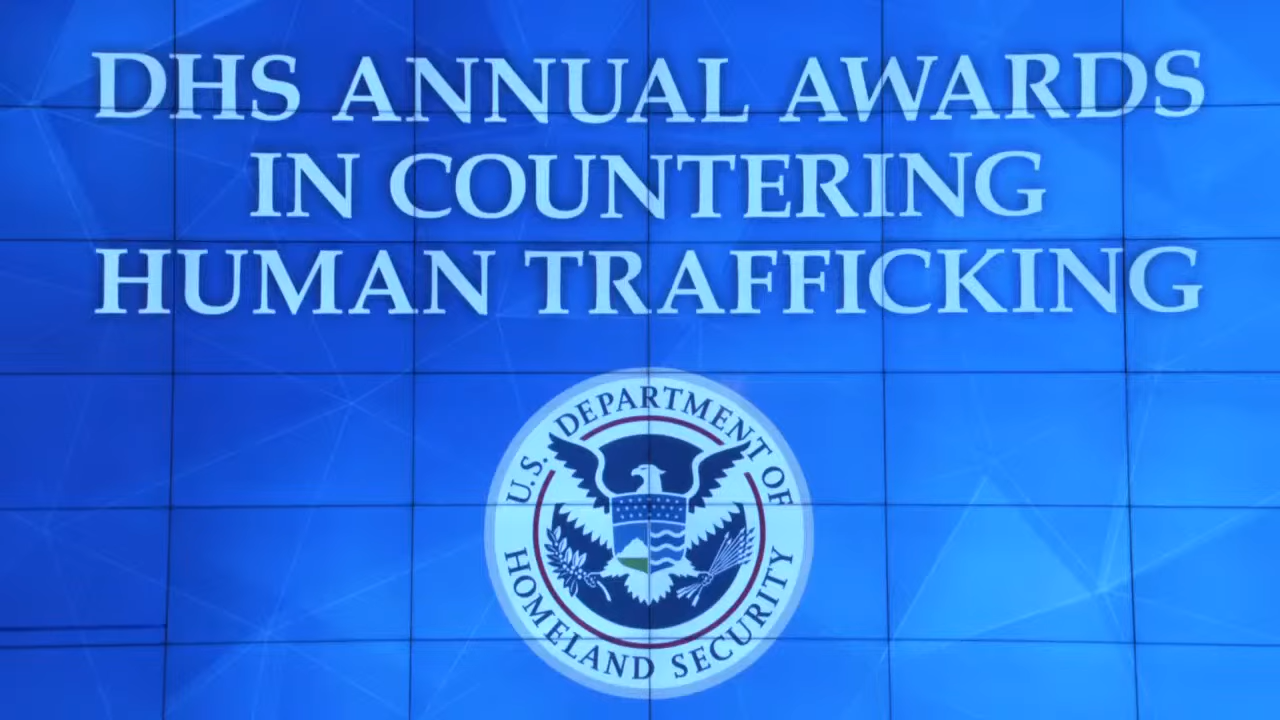 DHS ANNUAL AWARDS
IN COUNTERING
HUMAN TRAFFICKING
U.S. DEPARTMENT OF
HOMELAND SECURITY